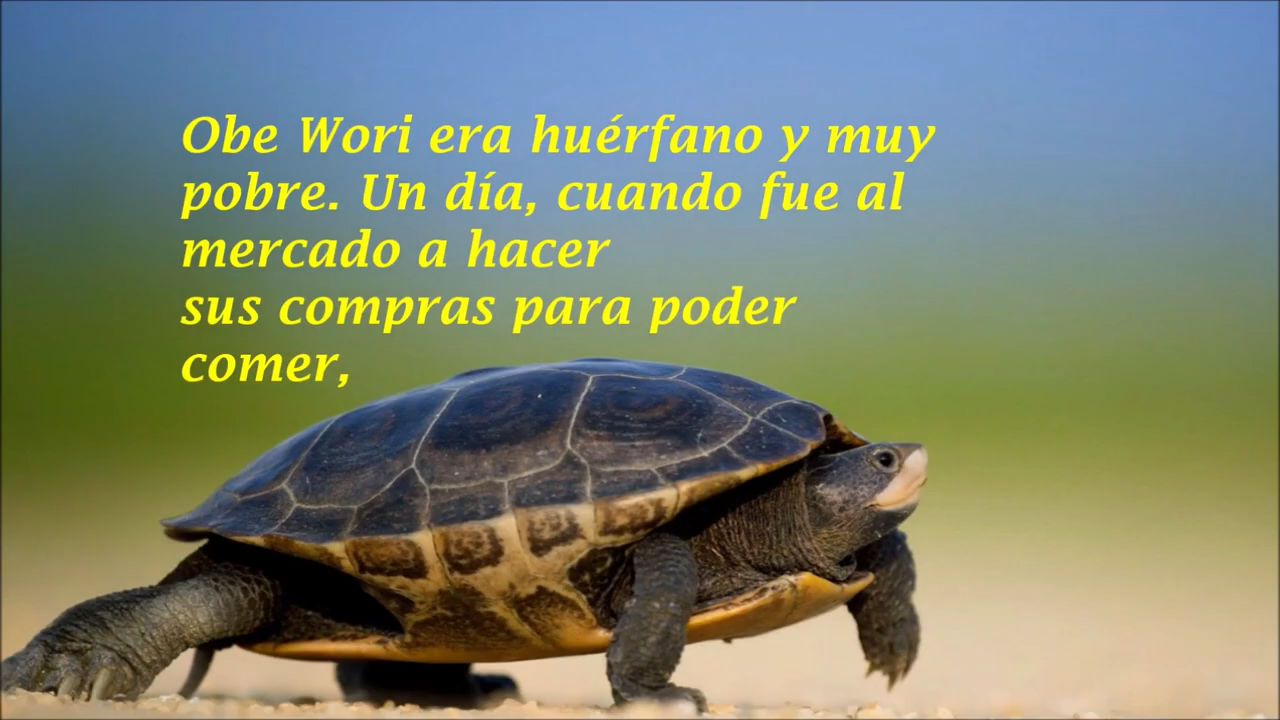 Obe Wori era huérfano y muy
pobre. Un día, cuando fue al
mercado a hacer
sus compras para poder
comer,